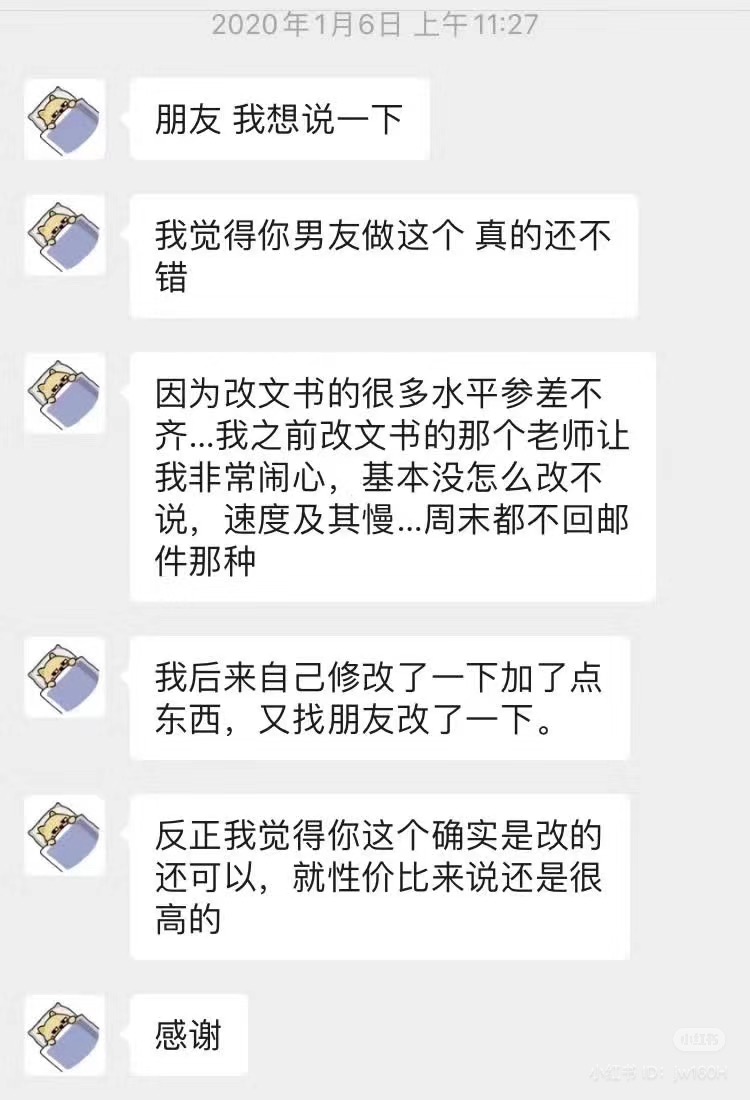 2020年1月6日 上午11:27
朋友 我想说一下
我觉得你男友做这个 真的还不
错
因为改文书的很多水平参差不
齐...我之前改文书的那个老师让
我非常闹心，基本没怎么改不
说，速度及其慢...周末都不回邮
件那种
我后来自己修改了一下加了点
东西，又找朋友改了一下。
反正我觉得你这个确实是改的
还可以，就性价比来说还是很
高的
感谢
小红书